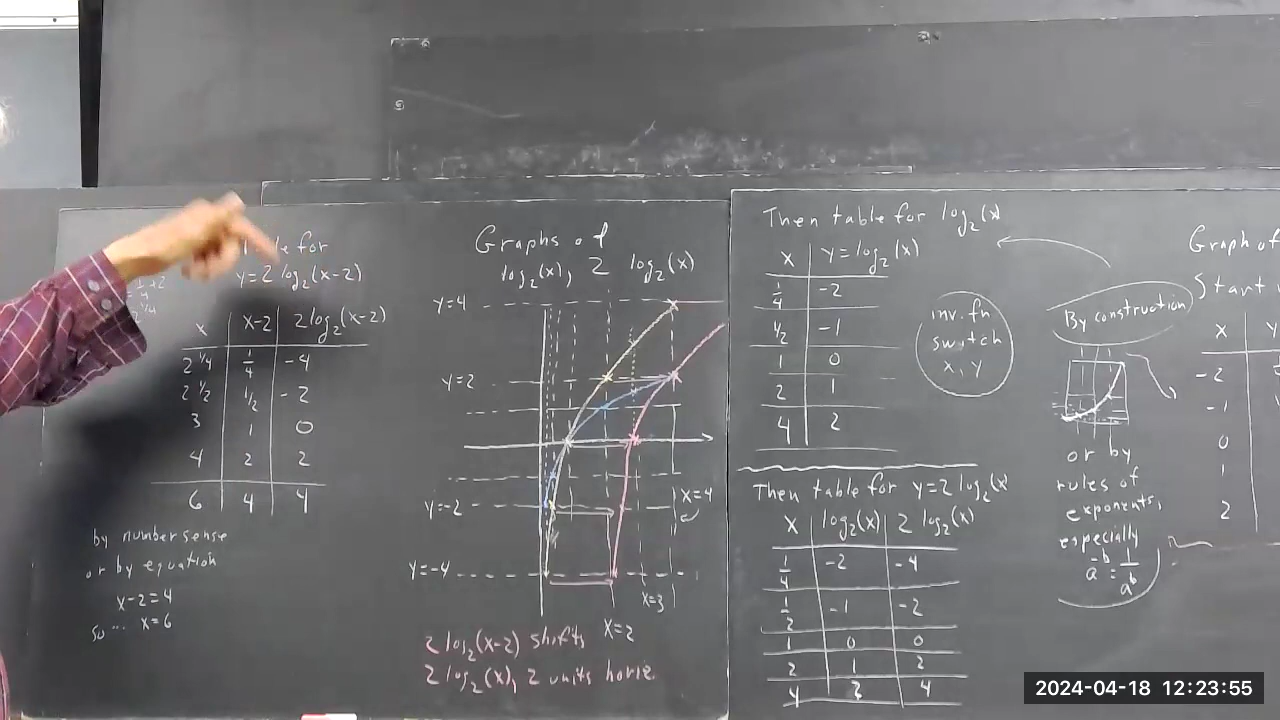 y=2 log₂(x-2)
x | x-2 | 2log₂(x-2)
2 1/4 | 1/4 | -4
2 1/2 | 1/2 | -2
3 | 1 | 0
4 | 2 | 2
6 | 4 | 4
by number sense
or by equation
x-2=4
so... x=6
Graphs of
log₂(x), 2 log₂(x)
y=4
y=2
y=-2
y=-4
x=4
x=3
x=2
2 log₂(x-2) shifts
2 log₂(x), 2 units horiz.
Then table for log₂(x)
x | y=log₂(x)
1/4 | -2
1/2 | -1
1 | 0
2 | 1
4 | 2
inv. fn
switch
x, y
Then table for y=2 log₂(x)
x | log₂(x) | 2 log₂(x)
1/4 | -2 | -4
1/2 | -1 | -2
1 | 0 | 0
2 | 1 | 2
4 | 2 | 4
By construction
or by
rules of
exponents,
especially
a^-b = 1/a^b
Graph of
Start
x | y
-2
-1
0
1
2
2024-04-18 12:23:55